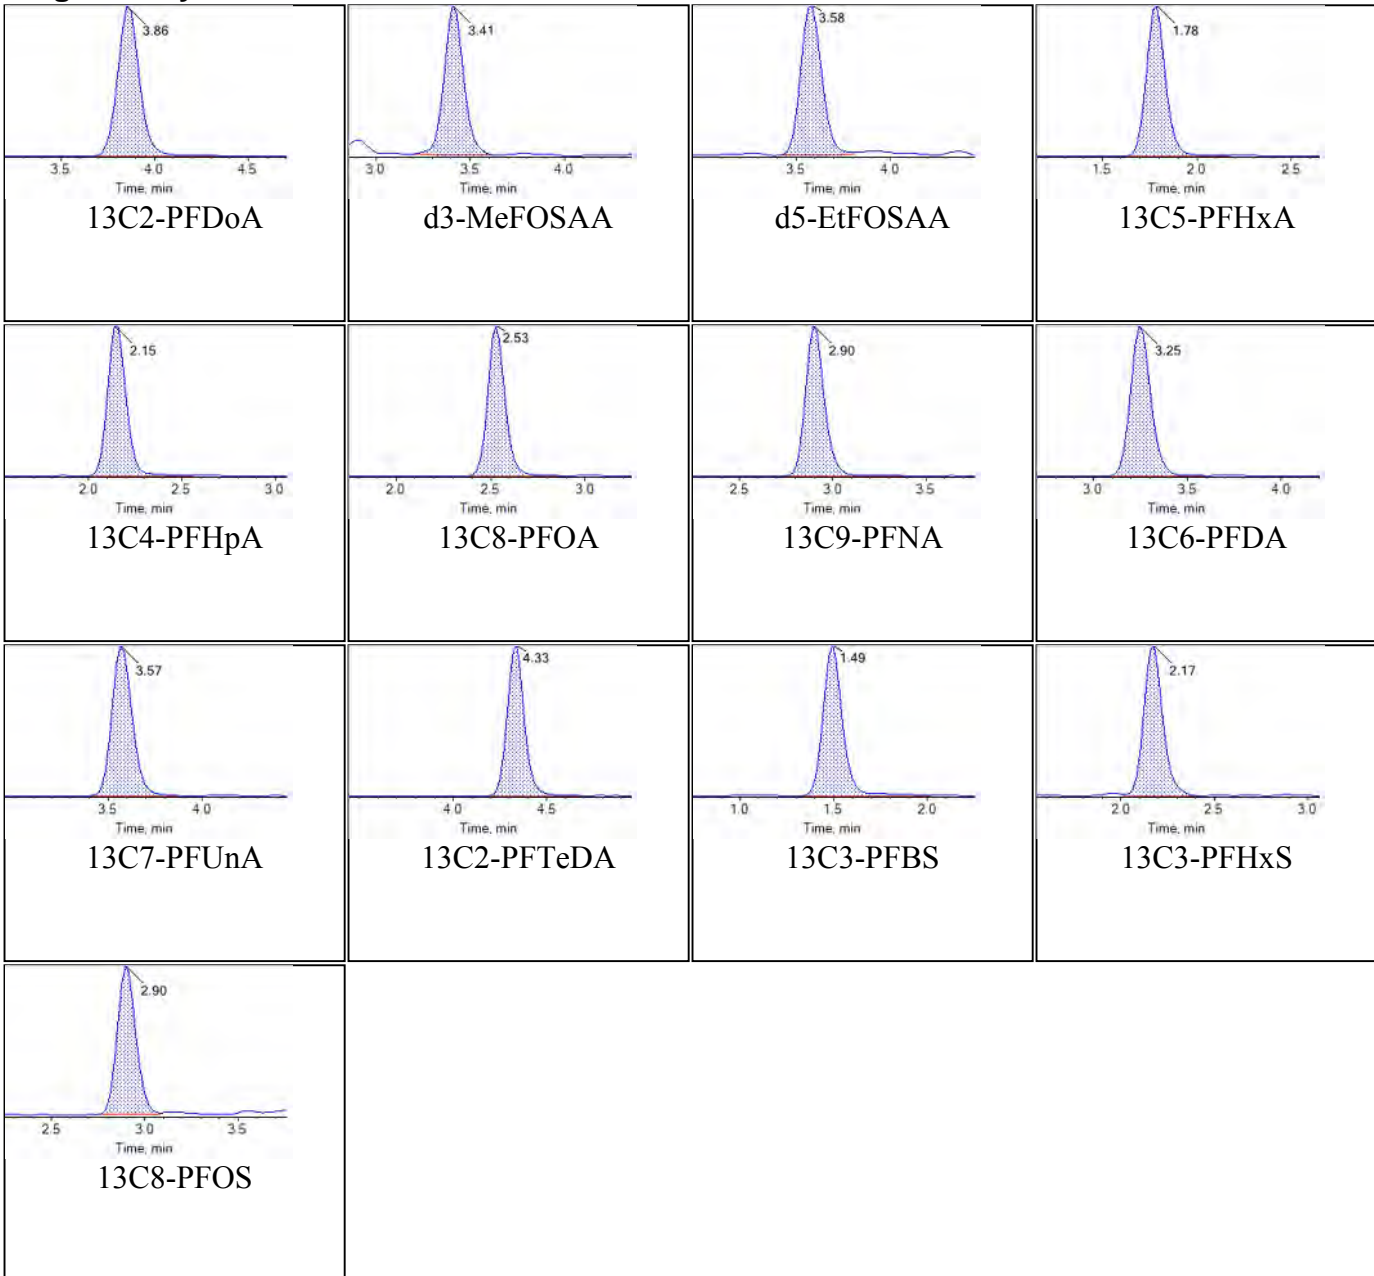 3.86
3.5 4.0 4.5
Time, min
13C2-PFDoA
3.41
3.0 3.5 4.0
Time, min
d3-MeFOSAA
3.58
3.5 4.0
Time, min
d5-EtFOSAA
1.78
1.5 2.0 2.5
Time, min
13C5-PFHxA
2.15
2.0 2.5 3.0
Time, min
13C4-PFHpA
2.53
2.0 2.5 3.0
Time, min
13C8-PFOA
2.90
2.5 3.0 3.5
Time, min
13C9-PFNA
3.25
3.0 3.5 4.0
Time, min
13C6-PFDA
3.57
3.5 4.0
Time, min
13C7-PFUnA
4.33
4.0 4.5
Time, min
13C2-PFTeDA
1.49
1.0 1.5 2.0
Time, min
13C3-PFBS
2.17
2.0 2.5 3.0
Time, min
13C3-PFHxS
2.90
2.5 3.0 3.5
Time, min
13C8-PFOS